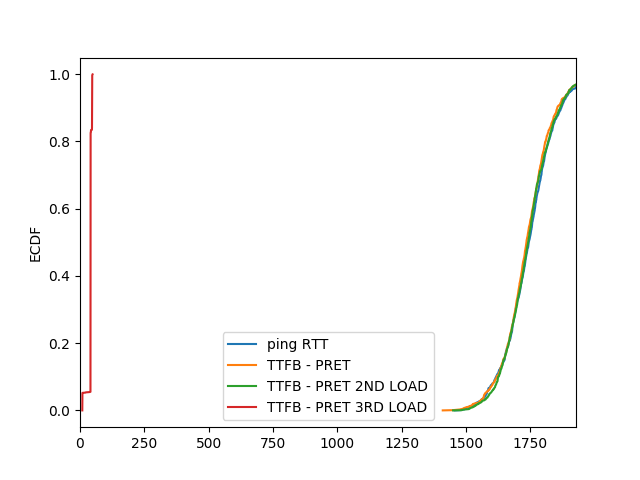 1.0
0.8
0.6
0.4
0.2
0.0
ECDF
ping RTT
TTFB - PRET
TTFB - PRET 2ND LOAD
TTFB - PRET 3RD LOAD
0 250 500 750 1000 1250 1500 1750